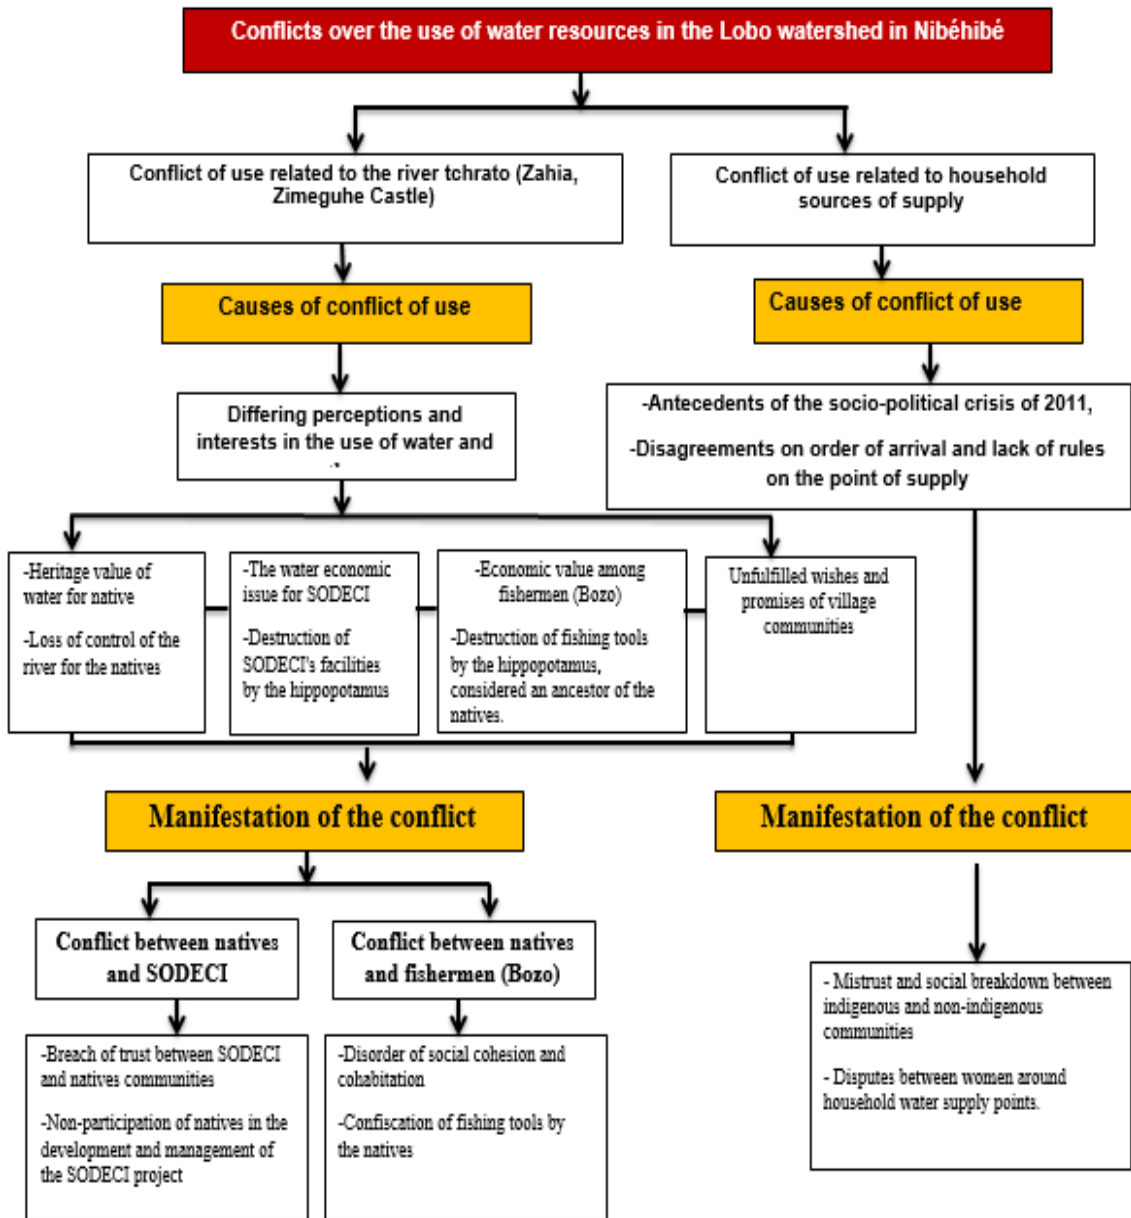 Conflicts over the use of water resources in the Lobo watershed in Nibéhibé
Conflict of use related to the river tchrato (Zahia,
Zimeguhe Castle)
Conflict of use related to household
sources of supply
Causes of conflict of use
Causes of conflict of use
Differing perceptions and
interests in the use of water and
-Antecedents of the socio-political crisis of 2011,
-Disagreements on order of arrival and lack of rules
on the point of supply
-Heritage value of
water for native
-Loss of control of the
river for the natives
-The water economic
issue for SODECI
-Destruction of
SODECI's facilities
by the hippopotamus
-Economic value among
fishermen (Bozo)
-Destruction of fishing tools
by the hippopotamus,
considered an ancestor of the
natives.
Unfulfilled wishes and
promises of village
communities
Manifestation of the conflict
Manifestation of the conflict
Conflict between natives
and SODECI
Conflict between natives
and fishermen (Bozo)
-Breach of trust between SODECI
and natives communities
-Non-participation of natives in the
development and management of
the SODECI project
-Disorder of social cohesion and
cohabitation
-Confiscation of fishing tools by
the natives
- Mistrust and social breakdown between
indigenous and non-indigenous
communities
- Disputes between women around
household water supply points.